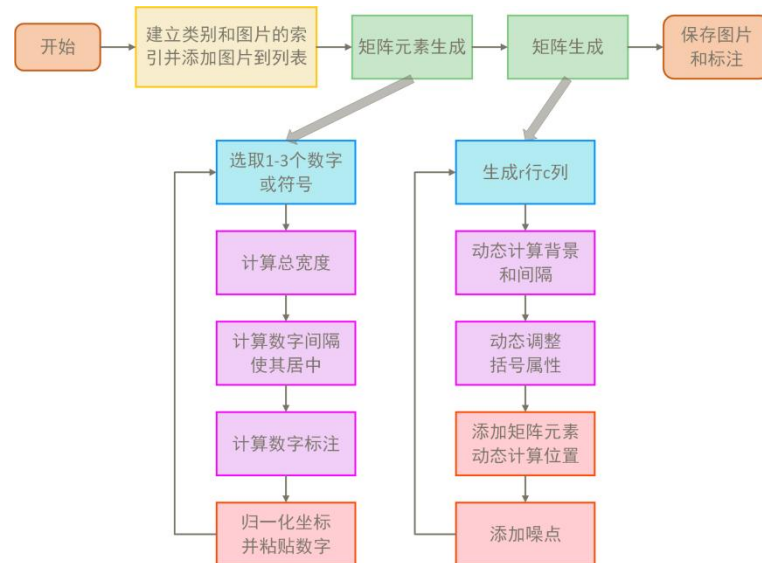 开始
建立类别和图片的索
引并添加图片到列表
矩阵元素生成
矩阵生成
保存图片
和标注
选取1-3个数字
或符号
计算总宽度
计算数字间隔
使其居中
计算数字标注
归一化坐标
并粘贴数字
生成r行c列
动态计算背景
和间隔
动态调整
括号属性
添加矩阵元素
动态计算位置
添加噪点